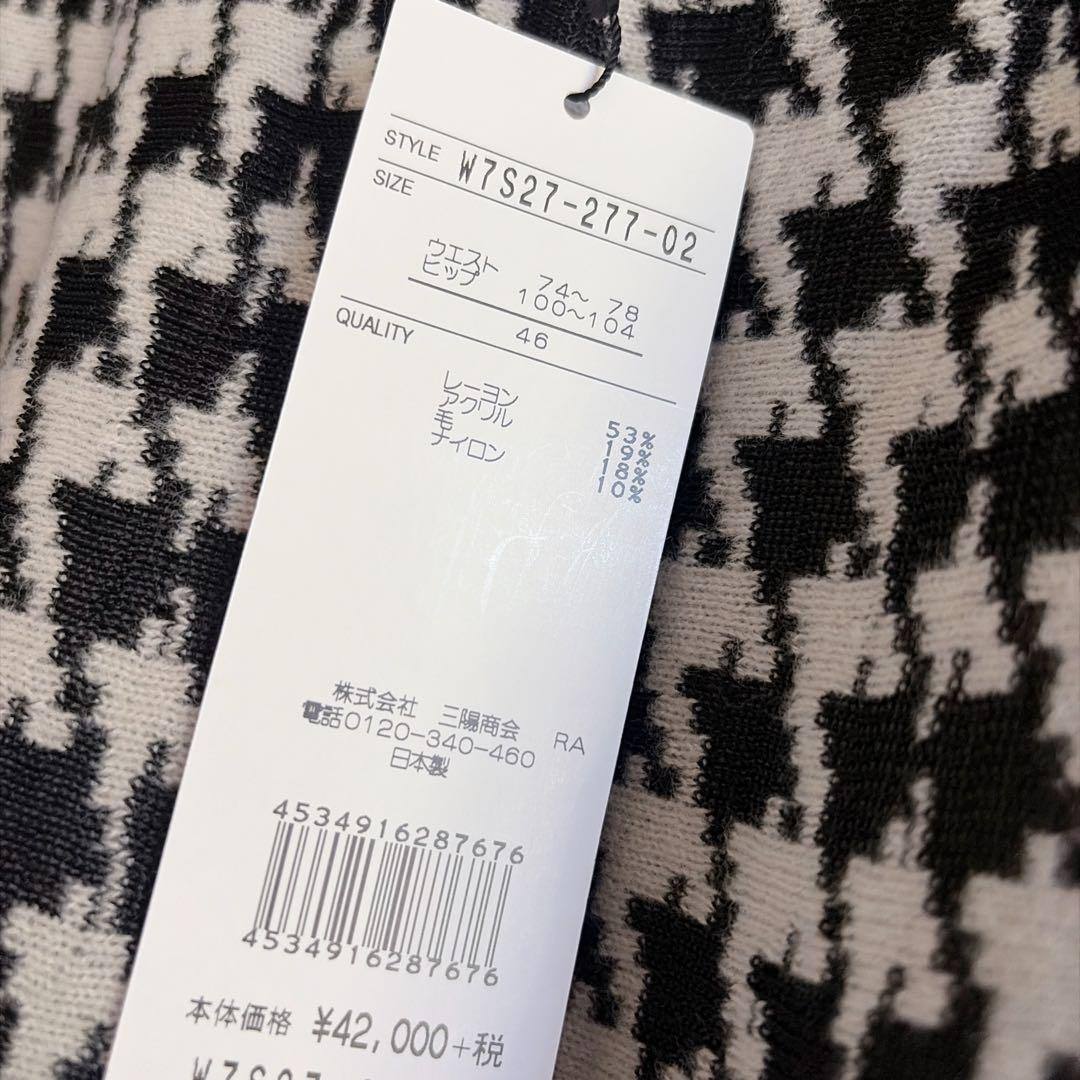 STYLE W7S27-277-02
SIZE
ウエスト 74〜 78
ヒップ 100〜104
46
QUALITY
レーヨン 53%
アクリル 19%
毛 18%
ナイロン 10%
株式会社 三陽商会 RA
電話0120-340-460
日本製
4534916287676
4534916287676
本体価格 ¥42,000+税